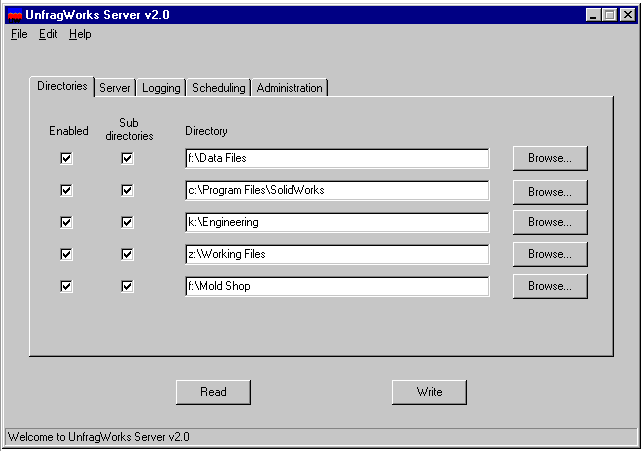 UnfragWorks Server v2.0
File Edit Help
Directories Server Logging Scheduling Administration
Enabled Sub directories Directory
f:\Data Files Browse...
c:\Program Files\SolidWorks Browse...
k:\Engineering Browse...
z:\Working Files Browse...
f:\Mold Shop Browse...
Read Write
Welcome to UnfragWorks Server v2.0